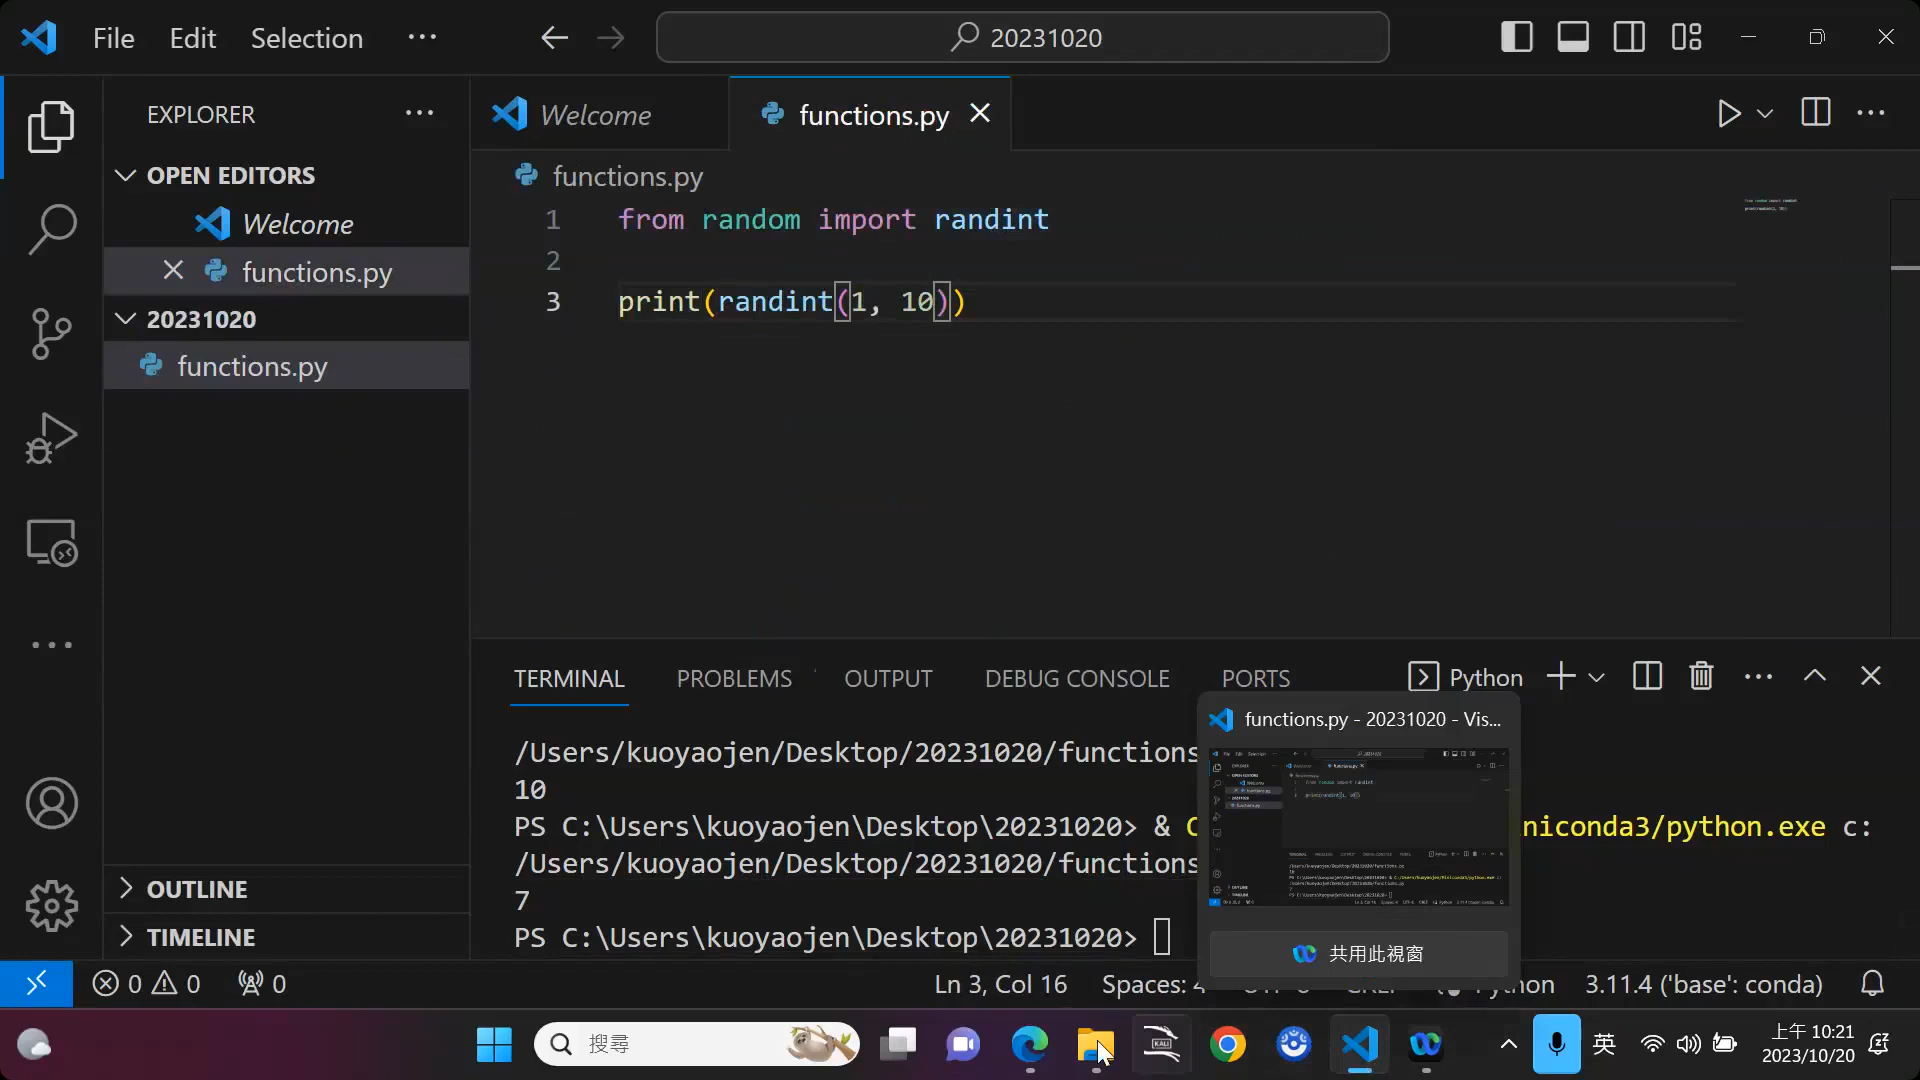 File Edit Selection ··· 20231020
EXPLORER ···
OPEN EDITORS
Welcome
functions.py
20231020
functions.py
OUTLINE
TIMELINE
Welcome functions.py
functions.py
1 from random import randint
2
3 print(randint(1, 10))
TERMINAL PROBLEMS OUTPUT DEBUG CONSOLE PORTS Python
/Users/kuoyaojen/Desktop/20231020/functions
10
PS C:\Users\kuoyaojen\Desktop\20231020> & C niconda3/python.exe c:
/Users/kuoyaojen/Desktop/20231020/functions
7
PS C:\Users\kuoyaojen\Desktop\20231020>
functions.py - 20231020 - Vis...
共用此視窗
0 0 0 Ln 3, Col 16 Spaces: 3.11.4 ('base': conda)
搜尋
KALI
英
上午 10:21
2023/10/20